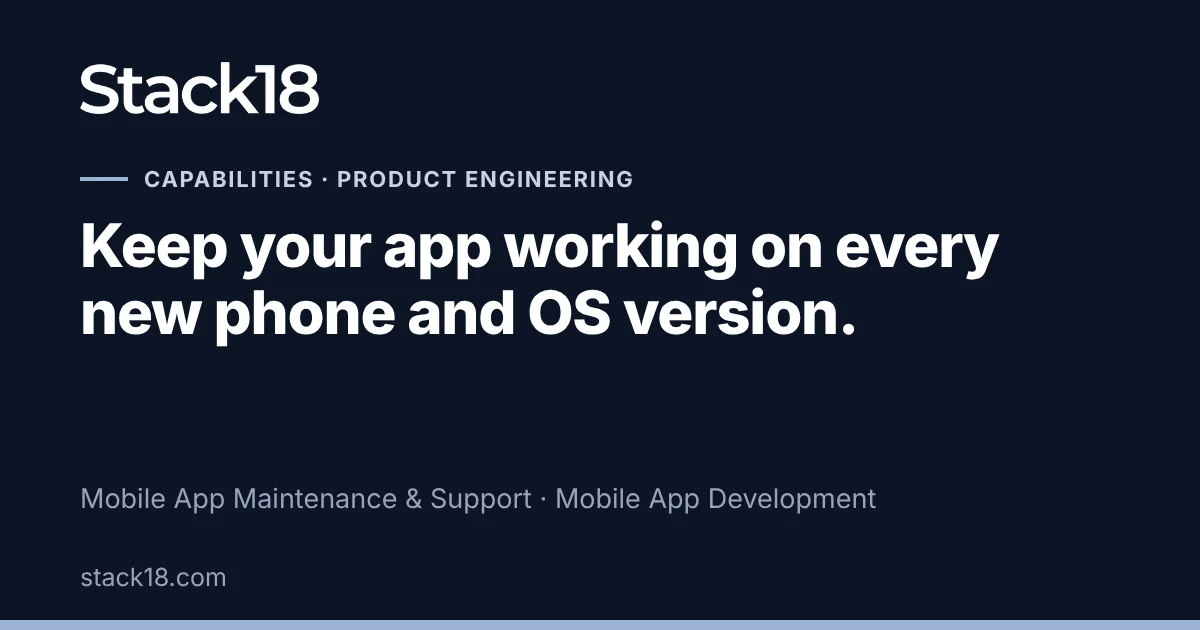 Stack18
CAPABILITIES · PRODUCT ENGINEERING
Keep your app working on every
new phone and OS version.
Mobile App Maintenance & Support · Mobile App Development
stack18.com